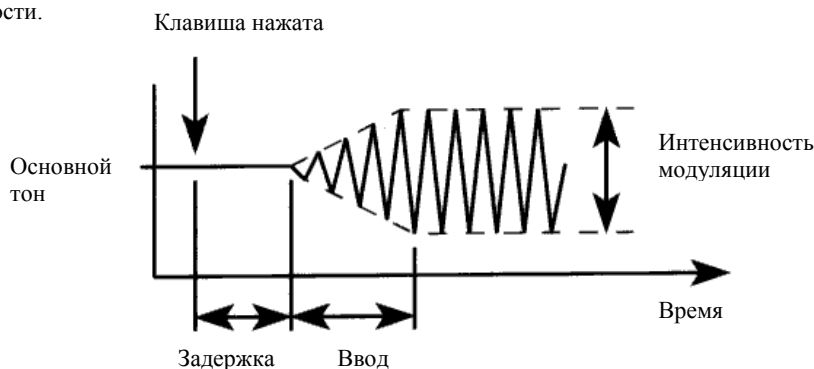 ости.
Клавиша нажата
Основной
тон
Интенсивность
модуляции
Время
Задержка
Ввод